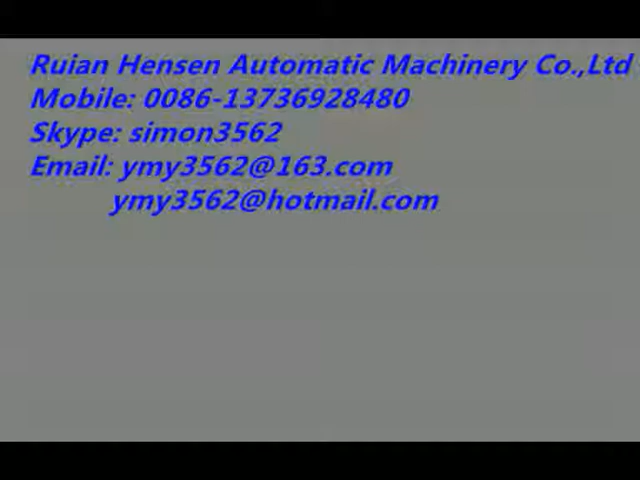 Ruian Hensen Automatic Machinery Co.,Ltd
Mobile: 0086-13736928480
Skype: simon3562
Email: ymy3562@163.com
ymy3562@hotmail.com